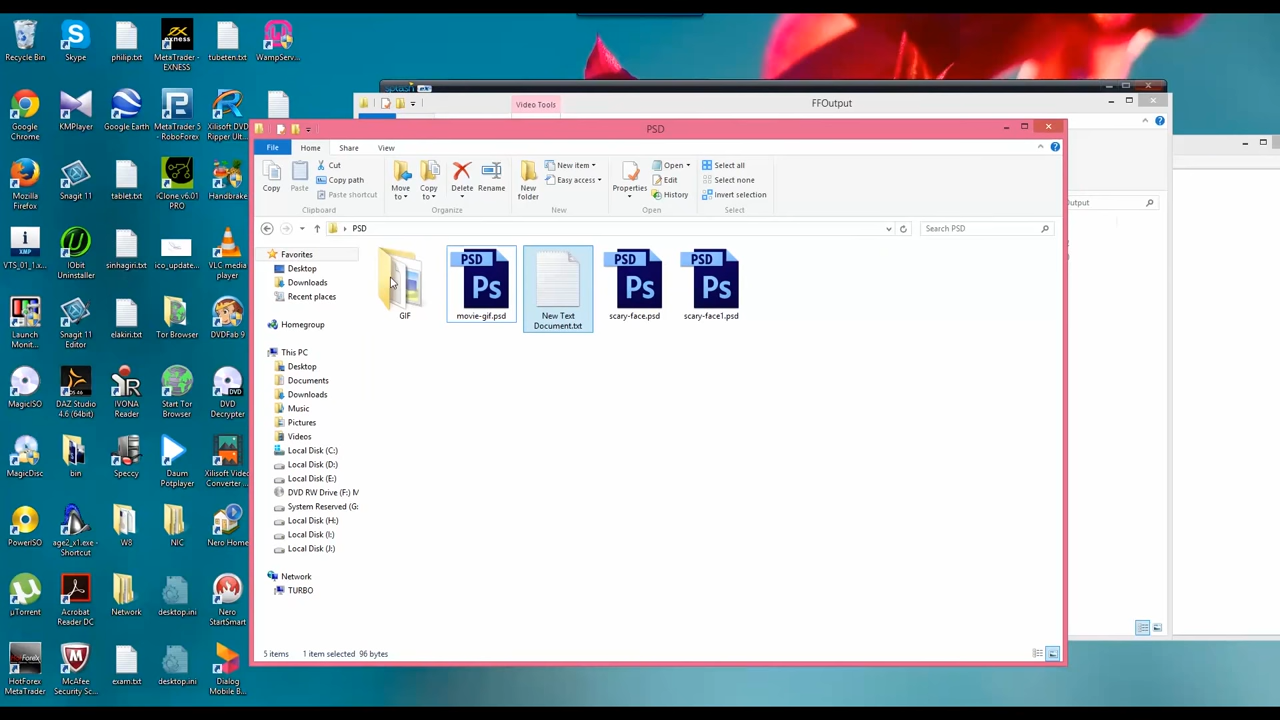 Recycle Bin
Skype
philip.txt
MetaTrader - EXNESS
exness
tubeten.txt
WampServ...
Google Chrome
KMPlayer
Google Earth
MetaTrader 5 - RoboForex
Xilisoft DVD Ripper Ult...
Mozilla Firefox
Snagit 11
tablet.txt
iClone v6.01 PRO
Handbrake
XMP
VTS_01_1.x...
IObit Uninstaller
sinhagiri.txt
ico_update...
VLC media player
Launch Monit...
Snagit 11 Editor
elakiri.txt
Tor Browser
DVDFab 9
MagicISO
DAZ Studio 4.6 (64bit)
IVONA Reader
Start Tor Browser
DVD Decrypter
MagicDisc
bin
Speccy
Daum Potplayer
Xilisoft Video Converter ...
PowerISO
age2_x1.exe - Shortcut
W8
NIC
Nero Home
µTorrent
Acrobat Reader DC
Network
desktop.ini
Nero StartSmart
HotForex MetaTrader
McAfee Security Sc...
exam.txt
desktop.ini
Dialog Mobile B...
Video Tools
FFOutput
Output
PSD
File
Home
Share
View
Copy
Paste
Cut
Copy path
Paste shortcut
Clipboard
Move to
Copy to
Delete
Rename
Organize
New folder
New item
Easy access
New
Properties
Open
Edit
History
Open
Select all
Select none
Invert selection
Select
PSD
Search PSD
Favorites
Desktop
Downloads
Recent places
Homegroup
This PC
Desktop
Documents
Downloads
Music
Pictures
Videos
Local Disk (C:)
Local Disk (D:)
Local Disk (E:)
DVD RW Drive (F:) M
System Reserved (G:
Local Disk (H:)
Local Disk (I:)
Local Disk (J:)
Network
TURBO
GIF
PSD
Ps
movie-gif.psd
New Text Document.txt
PSD
Ps
scary-face.psd
PSD
Ps
scary-face1.psd
5 items
1 item selected 96 bytes